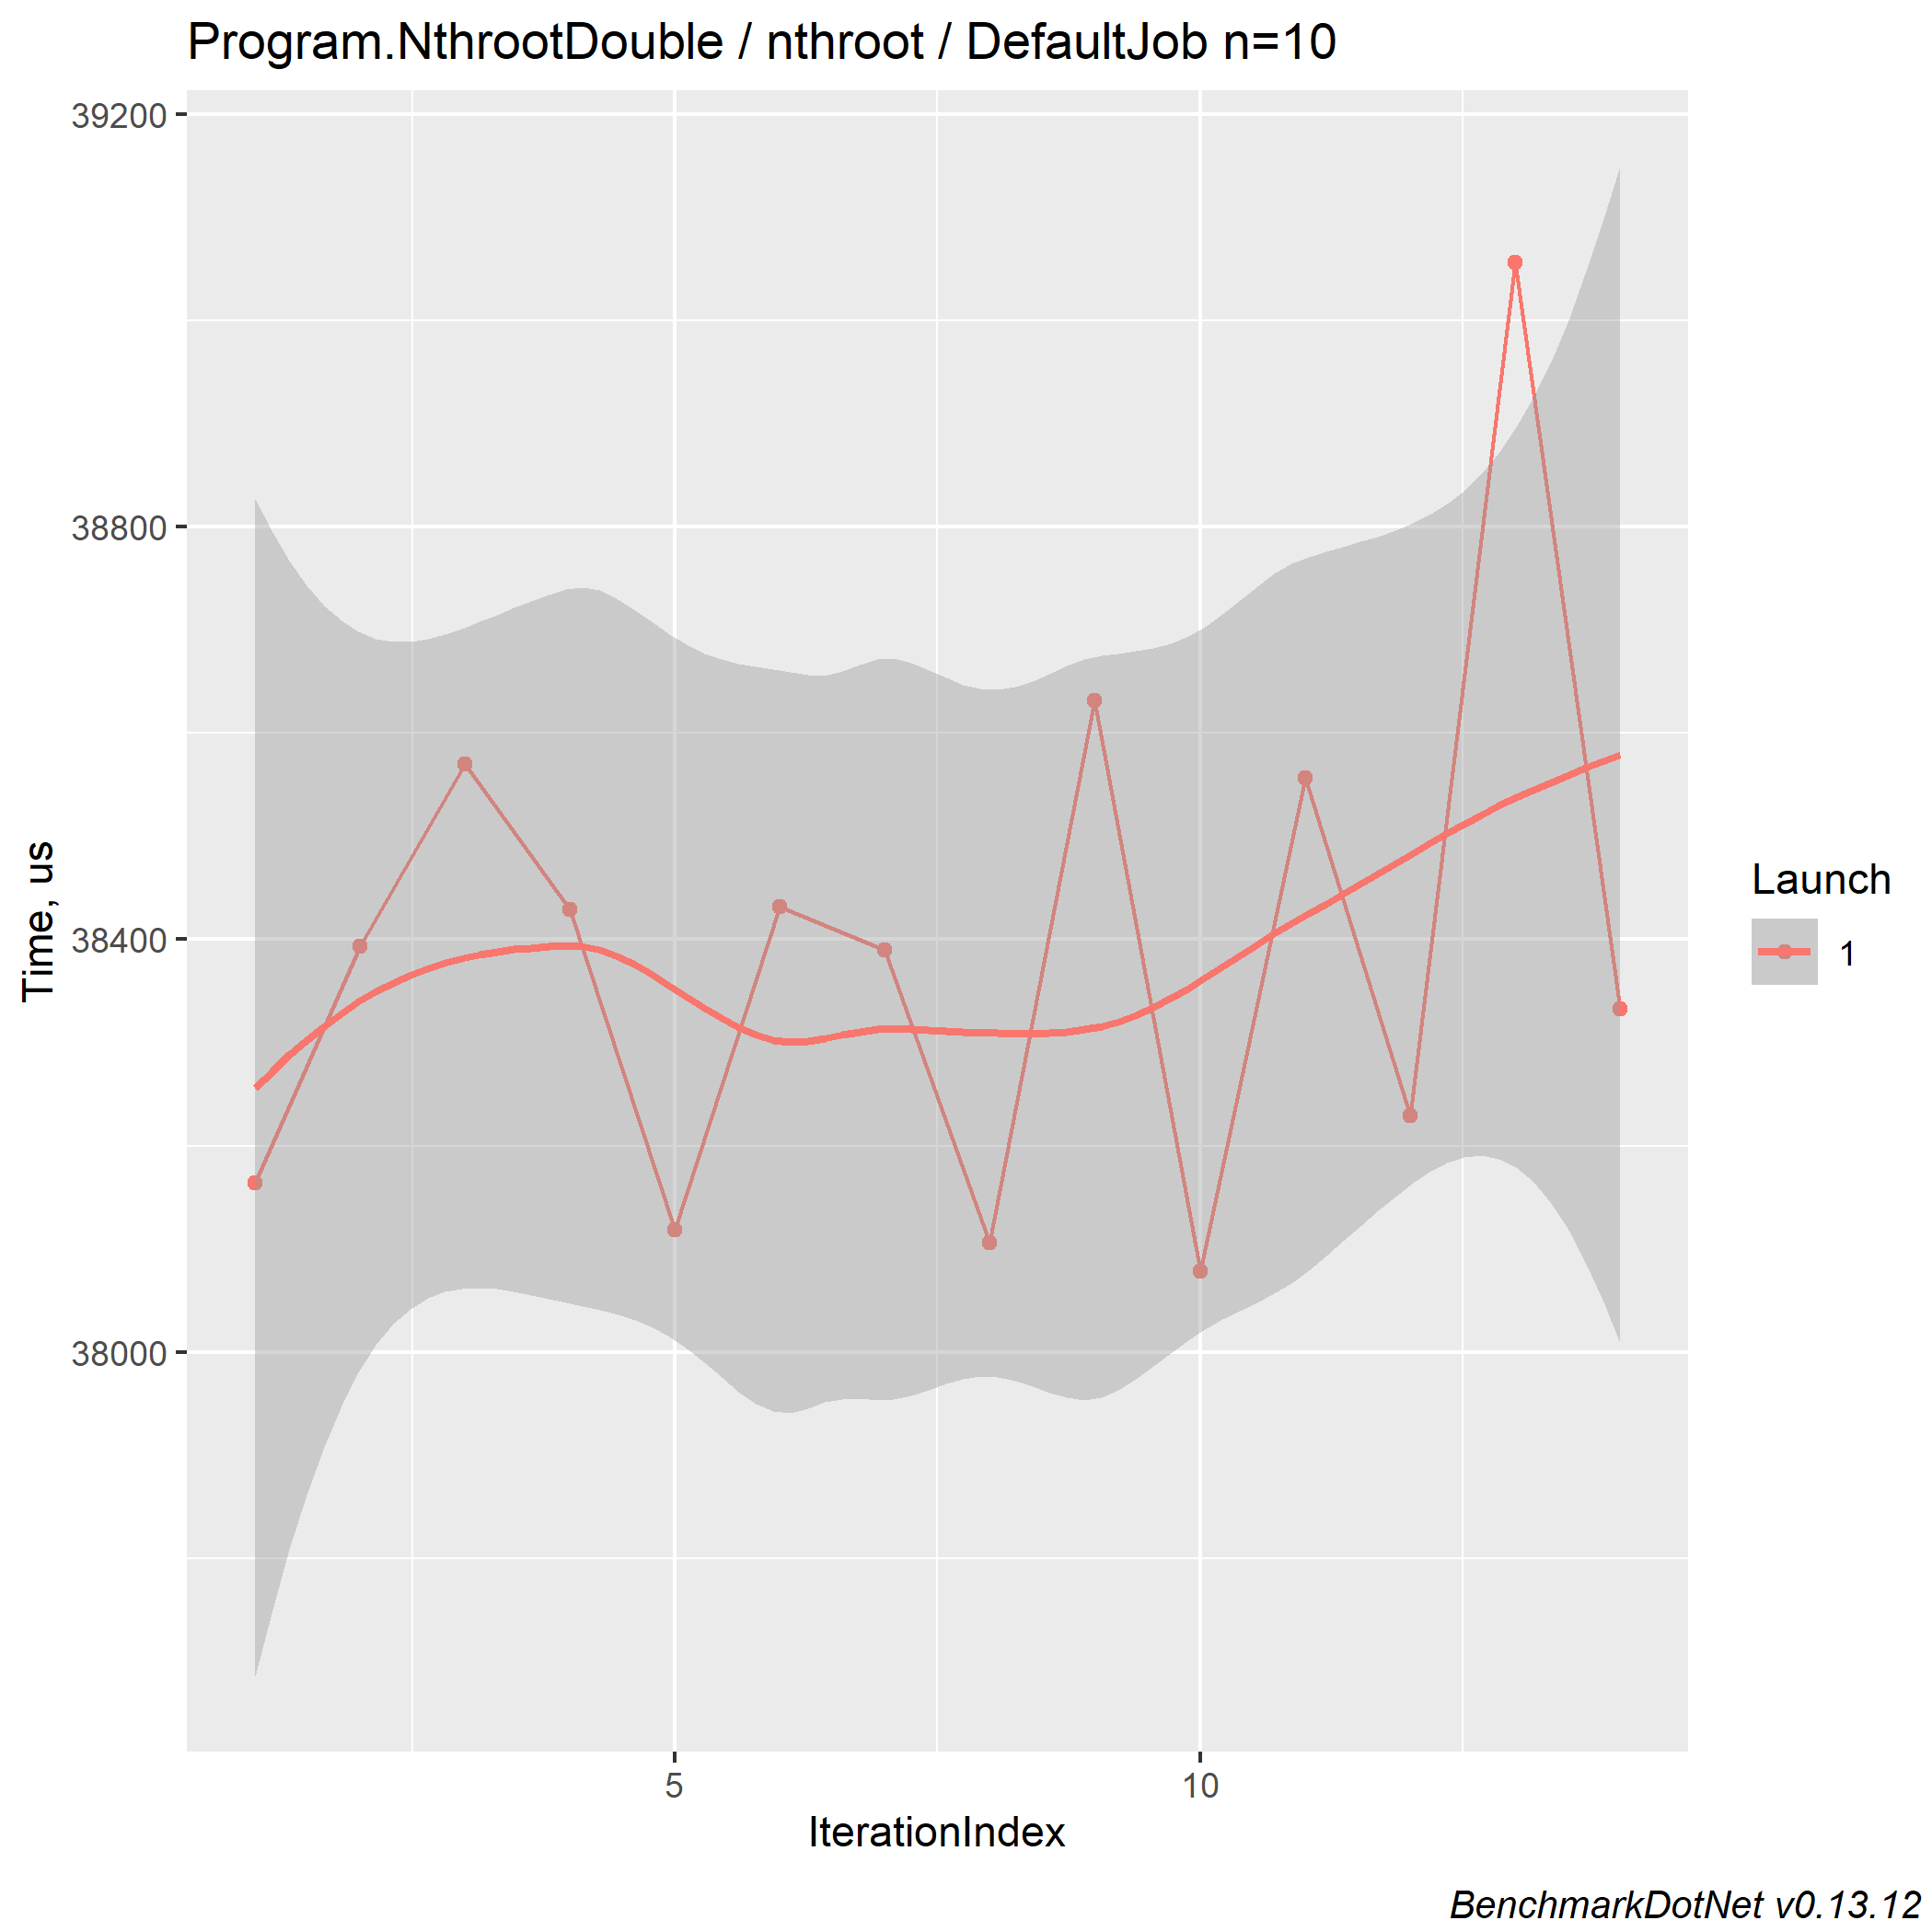 Program.NthrootDouble / nthroot / DefaultJob n=10
39200
38800
38400
38000
Time, us
5
10
IterationIndex
Launch
1
BenchmarkDotNet v0.13.12